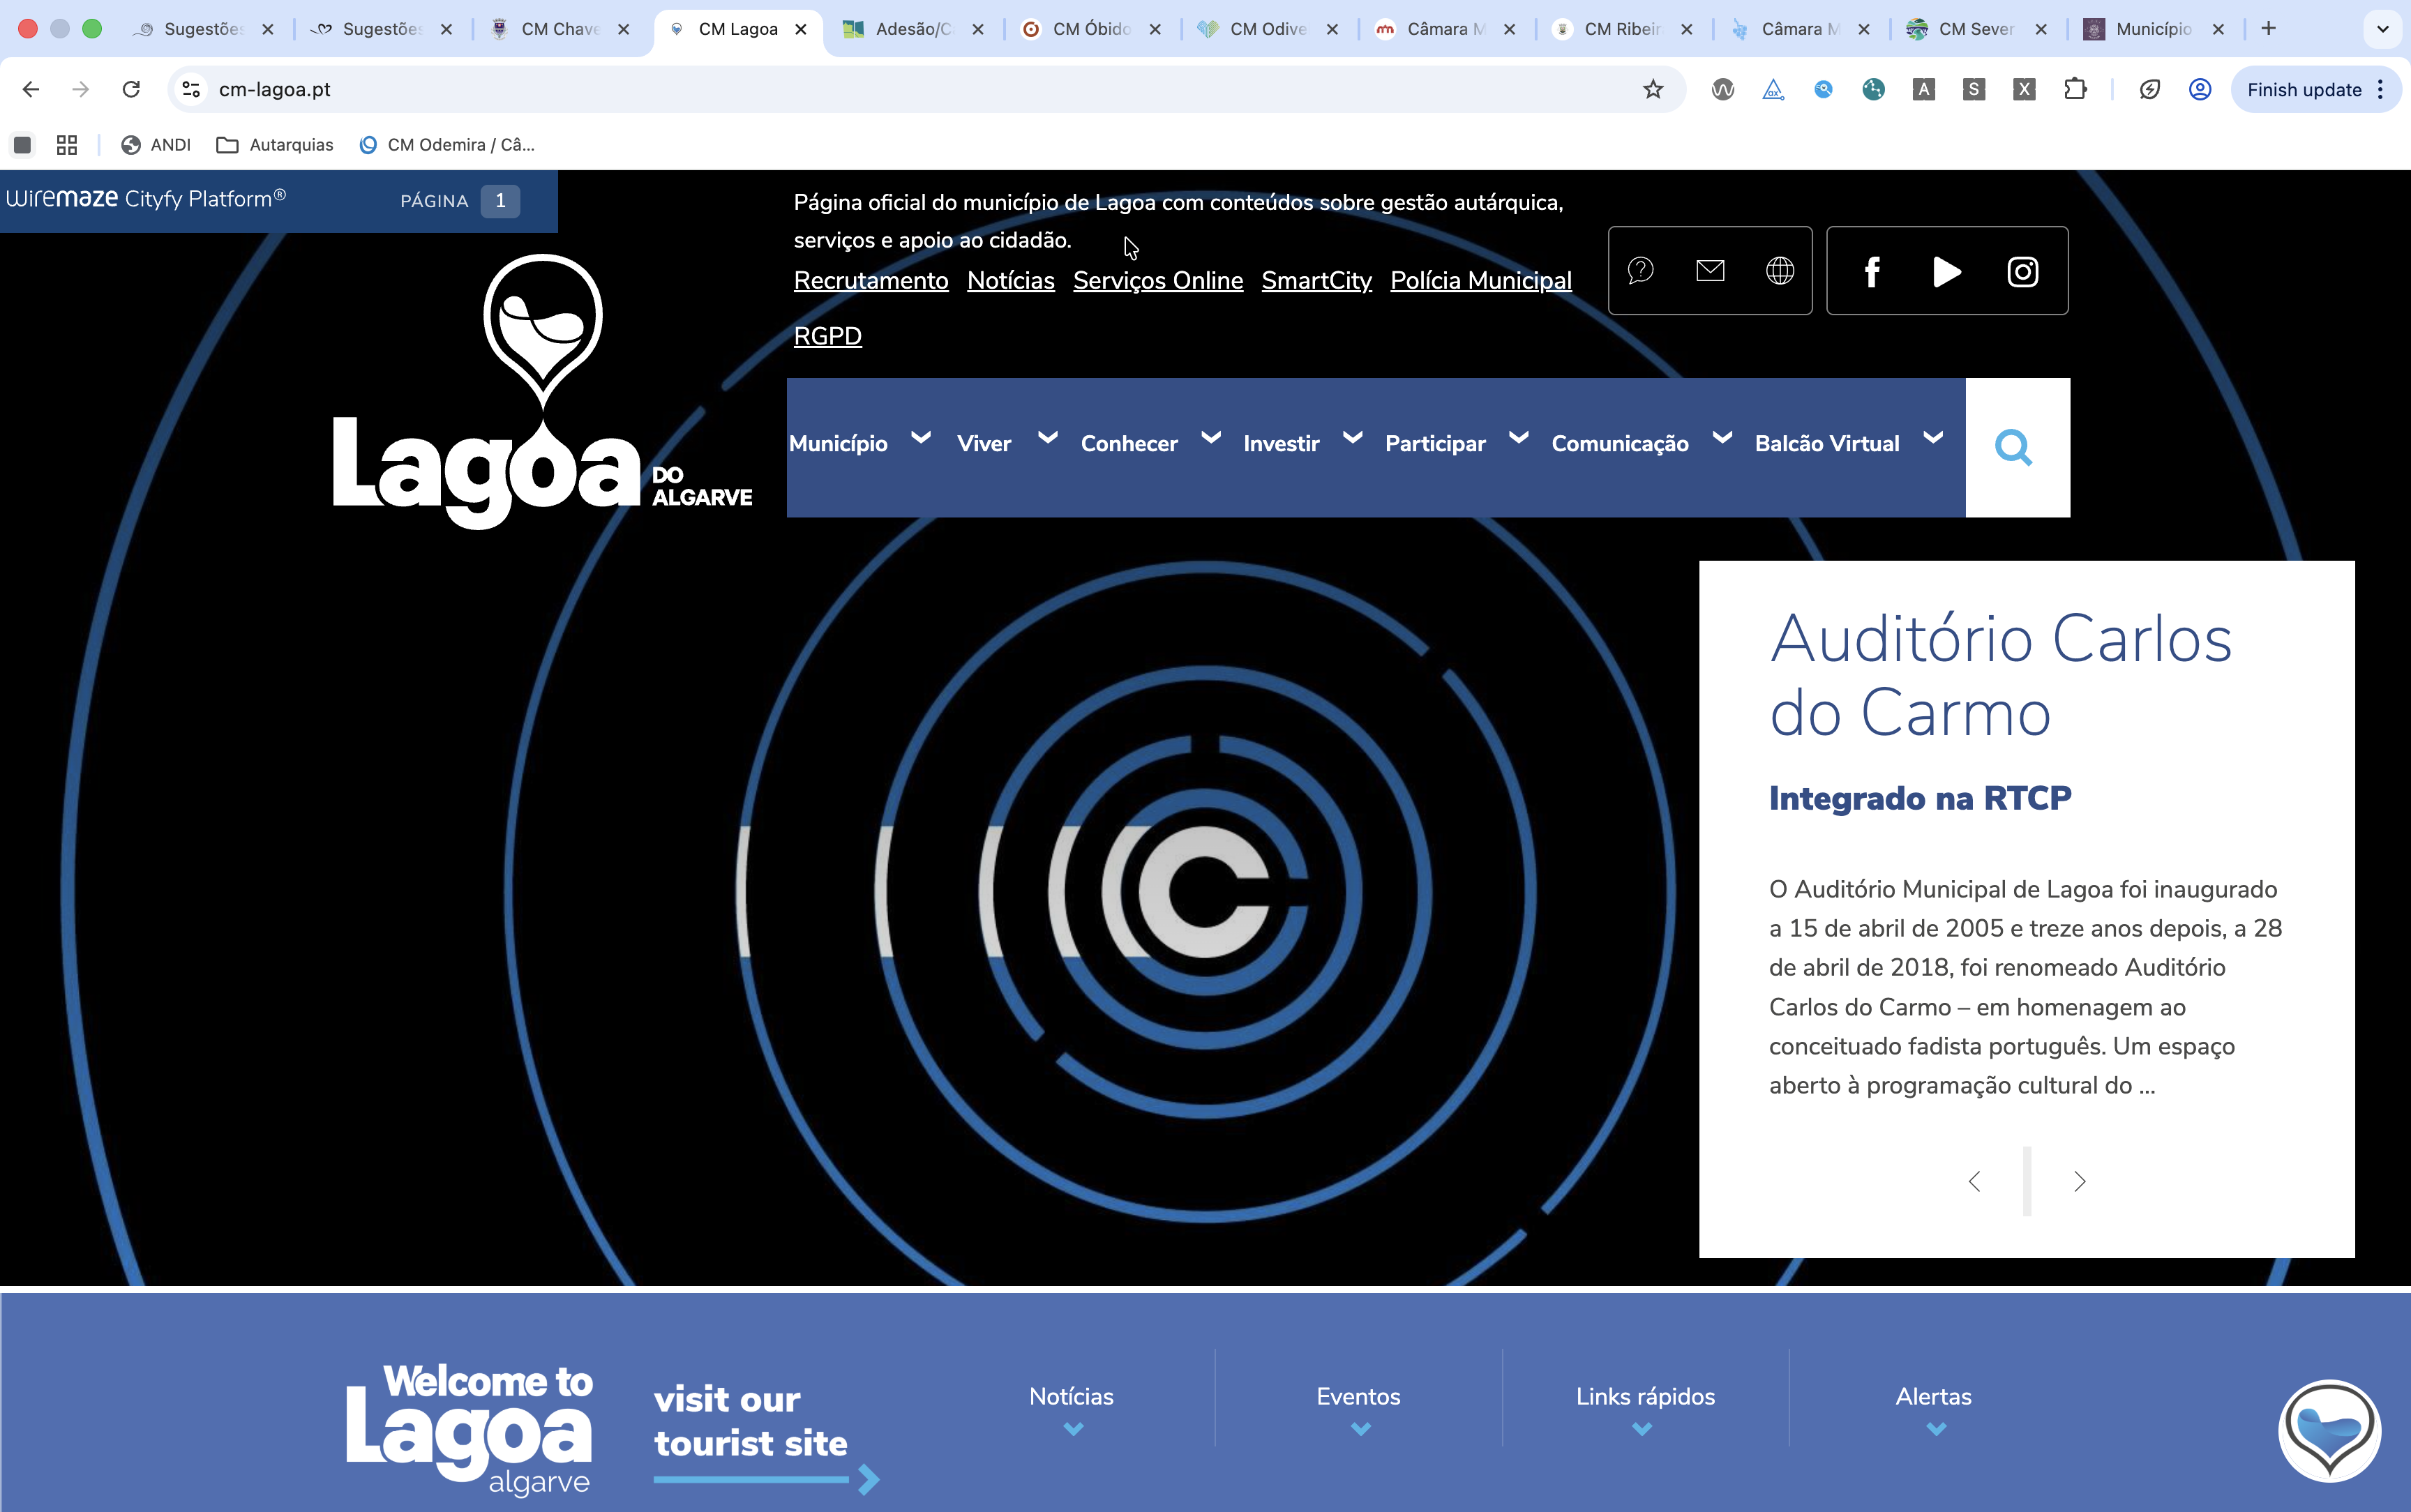 Sugestões
Sugestões
CM Chave
CM Lagoa
Adesão/C
CM Óbido
CM Odive
Câmara M
CM Ribeir
Câmara M
CM Sever
Município
cm-lagoa.pt
A
S
X
Finish update
ANDI
Autarquias
CM Odemira / Câ...
wiremaze Cityfy Platform®
PÁGINA 1
Página oficial do município de Lagoa com conteúdos sobre gestão autárquica,
serviços e apoio ao cidadão.
Recrutamento Notícias Serviços Online SmartCity Polícia Municipal
RGPD
Lagoa DO ALGARVE
Município Viver Conhecer Investir Participar Comunicação Balcão Virtual
Auditório Carlos
do Carmo
Integrado na RTCP
O Auditório Municipal de Lagoa foi inaugurado
a 15 de abril de 2005 e treze anos depois, a 28
de abril de 2018, foi renomeado Auditório
Carlos do Carmo – em homenagem ao
conceituado fadista português. Um espaço
aberto à programação cultural do ...
Welcome to
Lagoa
algarve
visit our
tourist site
Notícias
Eventos
Links rápidos
Alertas